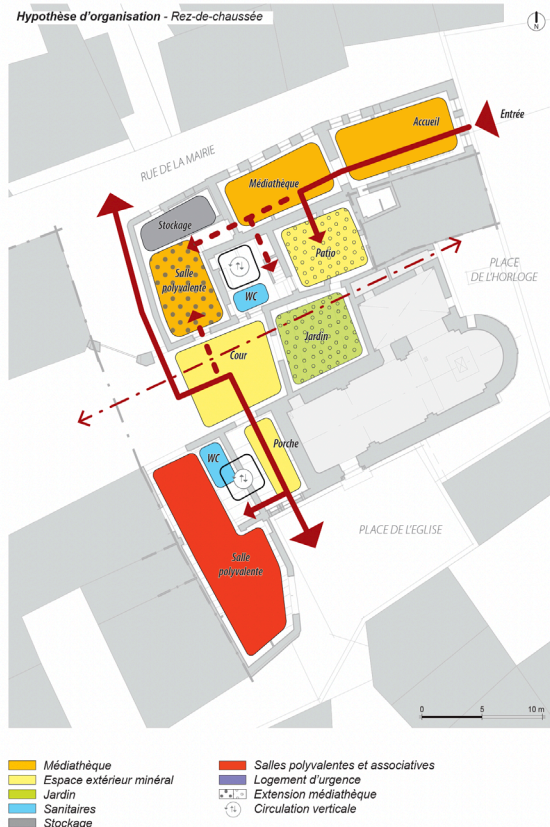 Hypothèse d'organisation - Rez-de-chaussée
N
Entrée
Accueil
RUE DE LA MAIRIE
Médiathèque
Stockage
Patio
Salle
polyvalente
PLACE
DE L'HORLOGE
WC
Jardin
Cour
Porche
WC
PLACE DE L'EGLISE
Salle
polyvalente
0 5 10 m
Médiathèque
Espace extérieur minéral
Jardin
Sanitaires
Stockage
Salles polyvalentes et associatives
Logement d'urgence
Extension médiathèque
Circulation verticale